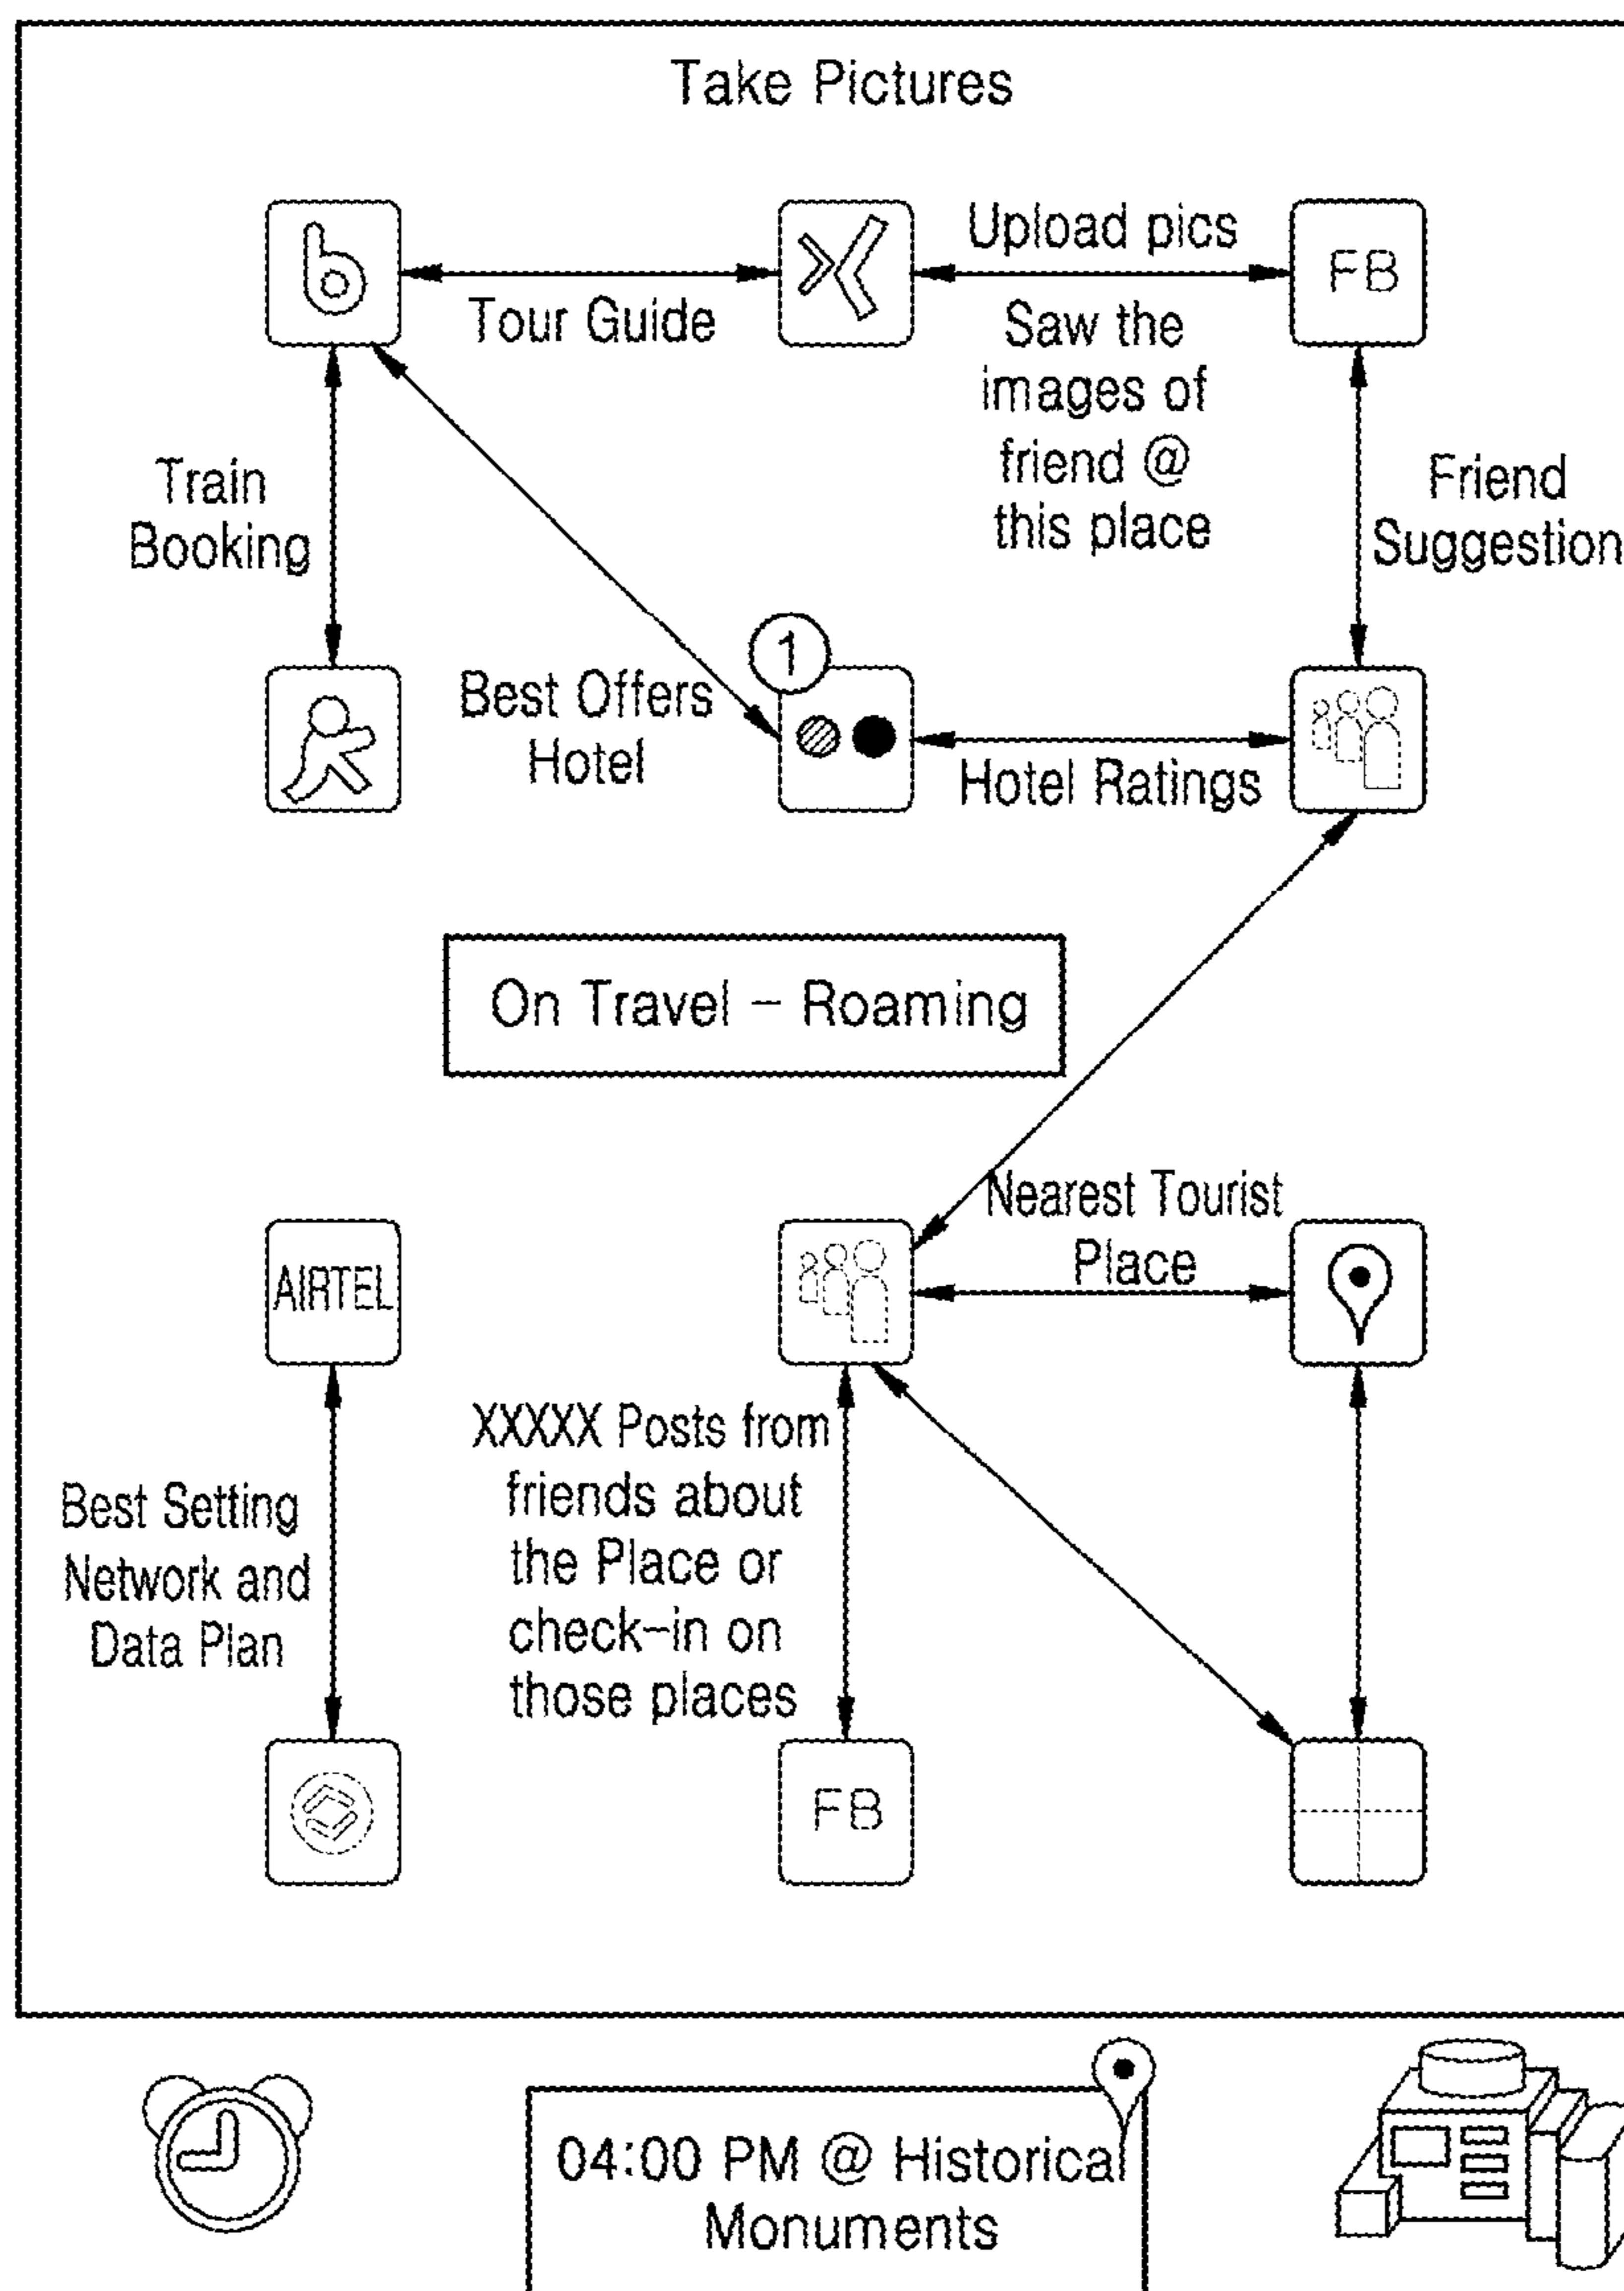 Take Pictures
b
Tour Guide
Upload pics
Saw the
images of
friend @
this place
FB
Train
Booking
Friend
Suggestion
1
Best Offers
Hotel
Hotel Ratings
On Travel – Roaming
Nearest Tourist
Place
AIRTEL
Best Setting
Network and
Data Plan
XXXXX Posts from
friends about
the Place or
check-in on
those places
FB
04:00 PM @ Historical
Monuments